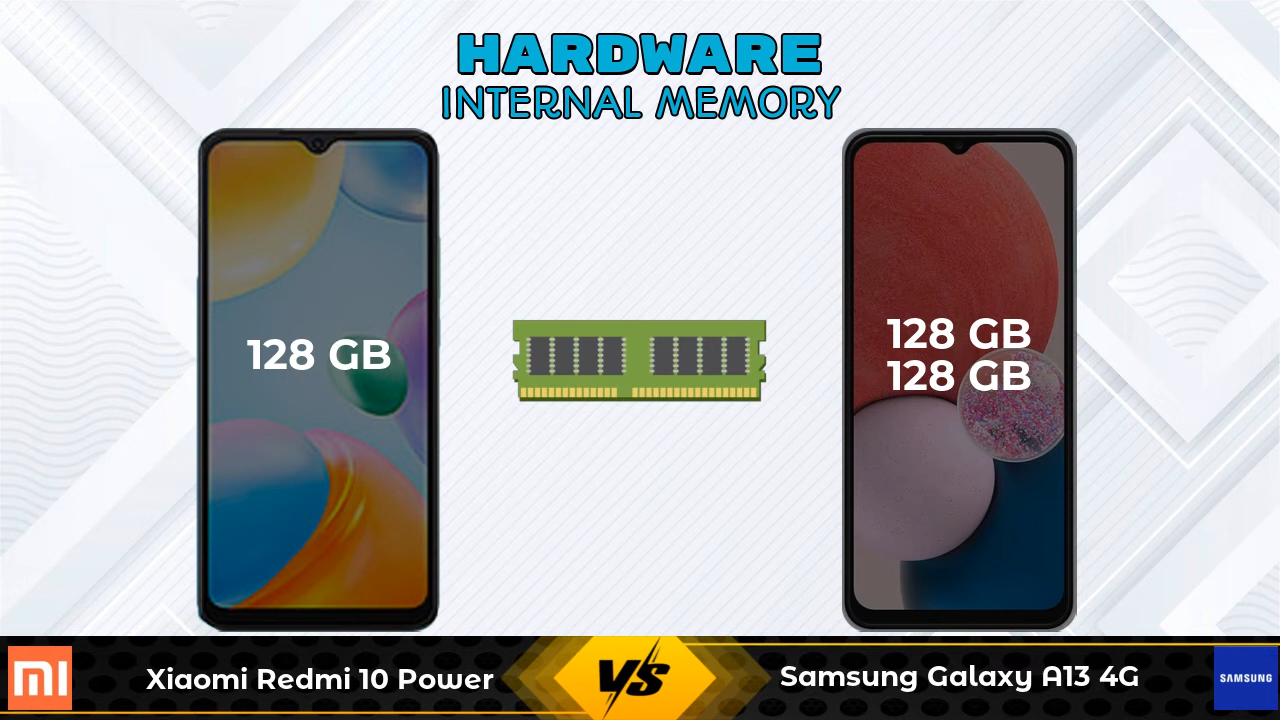 HARDWARE
INTERNAL MEMORY
128 GB
128 GB
128 GB
MI
Xiaomi Redmi 10 Power
VS
Samsung Galaxy A13 4G
SAMSUNG